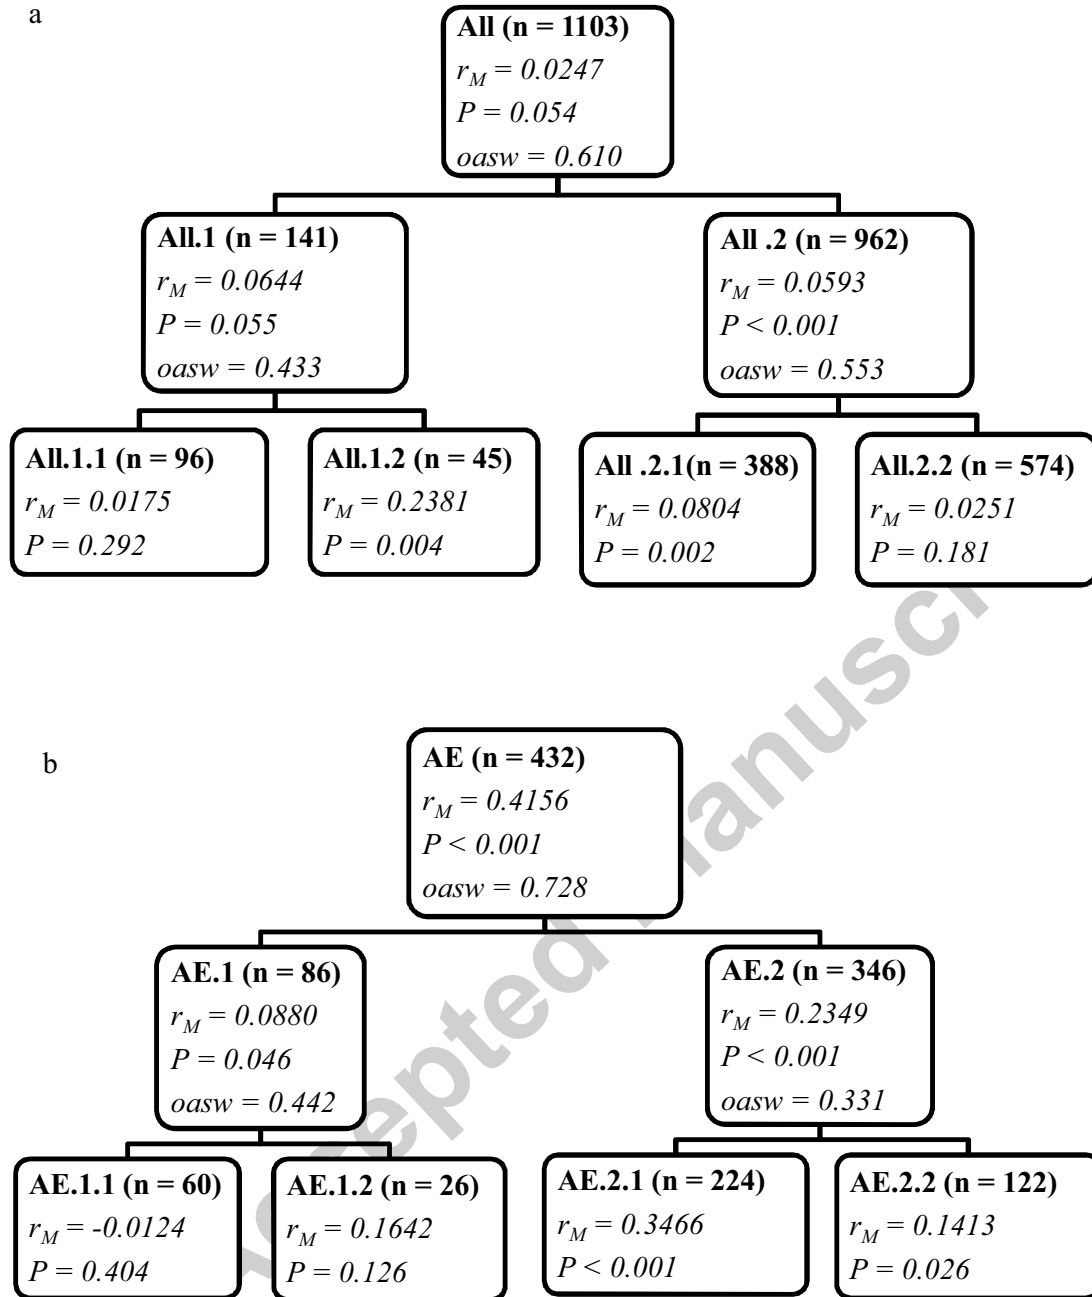 a
All (n = 1103)
r_M = 0.0247
P = 0.054
oasw = 0.610
All.1 (n = 141)
r_M = 0.0644
P = 0.055
oasw = 0.433
All .2 (n = 962)
r_M = 0.0593
P < 0.001
oasw = 0.553
All.1.1 (n = 96)
r_M = 0.0175
P = 0.292
All.1.2 (n = 45)
r_M = 0.2381
P = 0.004
All .2.1(n = 388)
r_M = 0.0804
P = 0.002
All.2.2 (n = 574)
r_M = 0.0251
P = 0.181
b
AE (n = 432)
r_M = 0.4156
P < 0.001
oasw = 0.728
AE.1 (n = 86)
r_M = 0.0880
P = 0.046
oasw = 0.442
AE.2 (n = 346)
r_M = 0.2349
P < 0.001
oasw = 0.331
AE.1.1 (n = 60)
r_M = -0.0124
P = 0.404
AE.1.2 (n = 26)
r_M = 0.1642
P = 0.126
AE.2.1 (n = 224)
r_M = 0.3466
P < 0.001
AE.2.2 (n = 122)
r_M = 0.1413
P = 0.026